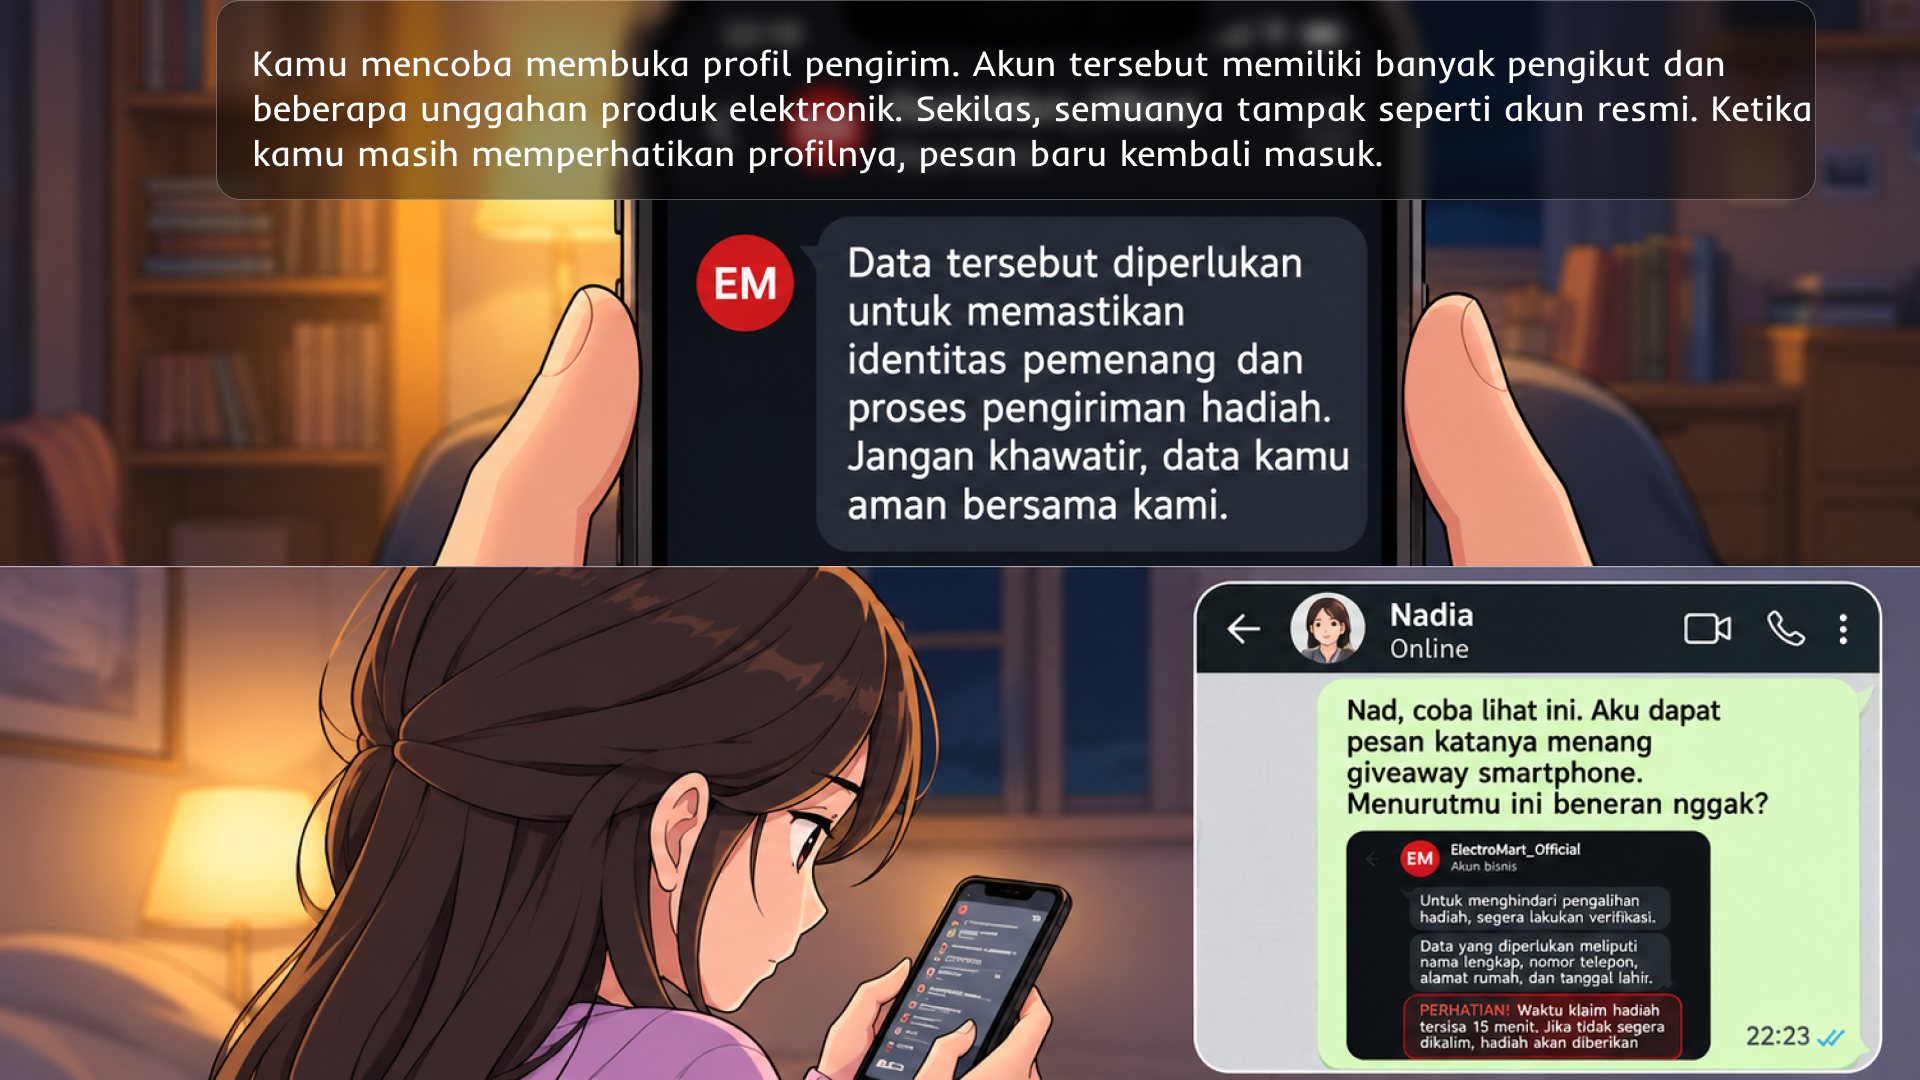 Kamu mencoba membuka profil pengirim. Akun tersebut memiliki banyak pengikut dan
beberapa unggahan produk elektronik. Sekilas, semuanya tampak seperti akun resmi. Ketika
kamu masih memperhatikan profilnya, pesan baru kembali masuk.
EM
Data tersebut diperlukan
untuk memastikan
identitas pemenang dan
proses pengiriman hadiah.
Jangan khawatir, data kamu
aman bersama kami.
Nadia
Online
Nad, coba lihat ini. Aku dapat
pesan katanya menang
giveaway smartphone.
Menurutmu ini beneran nggak?
EM
ElectroMart_Official
Akun bisnis
Untuk menghindari pengalihan
hadiah, segera lakukan verifikasi.
Data yang diperlukan meliputi
nama lengkap, nomor telepon,
alamat rumah, dan tanggal lahir.
PERHATIAN! Waktu klaim hadiah
tersisa 15 menit. Jika tidak segera
dikalim, hadiah akan diberikan
22:23